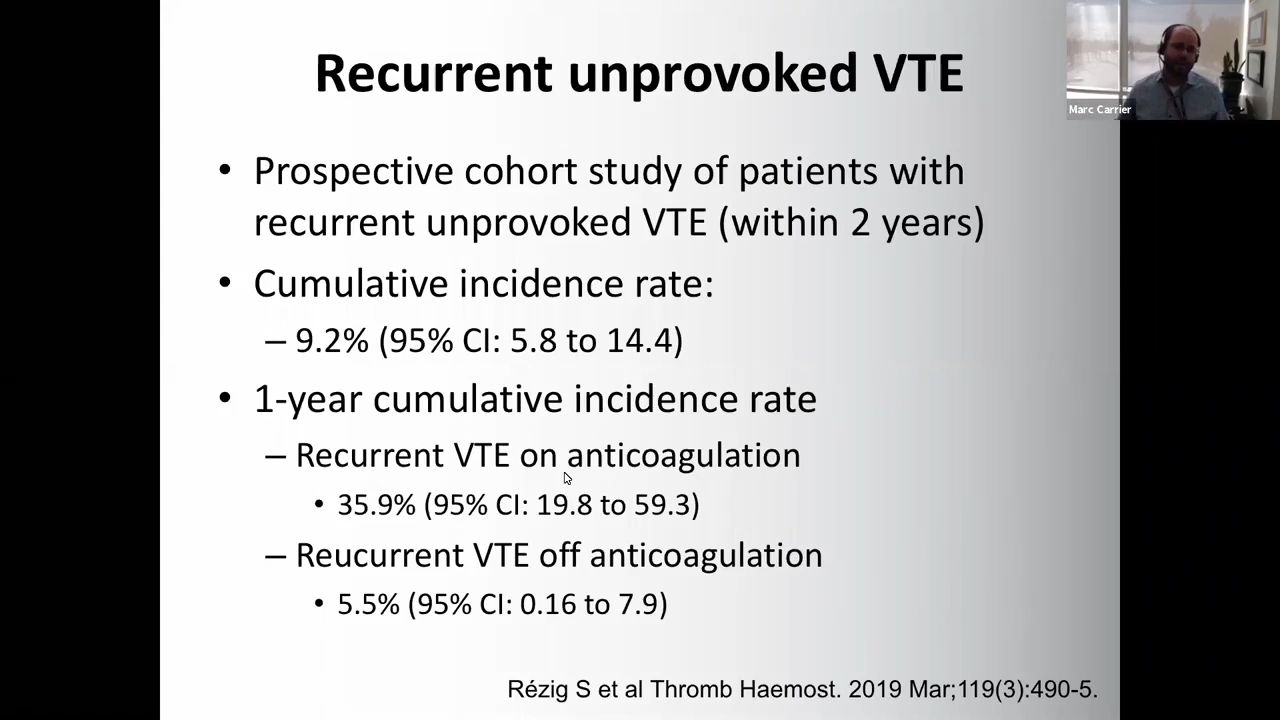 Recurrent unprovoked VTE
Marc Carrier
• Prospective cohort study of patients with
recurrent unprovoked VTE (within 2 years)
• Cumulative incidence rate:
– 9.2% (95% CI: 5.8 to 14.4)
• 1-year cumulative incidence rate
– Recurrent VTE on anticoagulation
• 35.9% (95% CI: 19.8 to 59.3)
– Reucurrent VTE off anticoagulation
• 5.5% (95% CI: 0.16 to 7.9)
Rézig S et al Thromb Haemost. 2019 Mar;119(3):490-5.